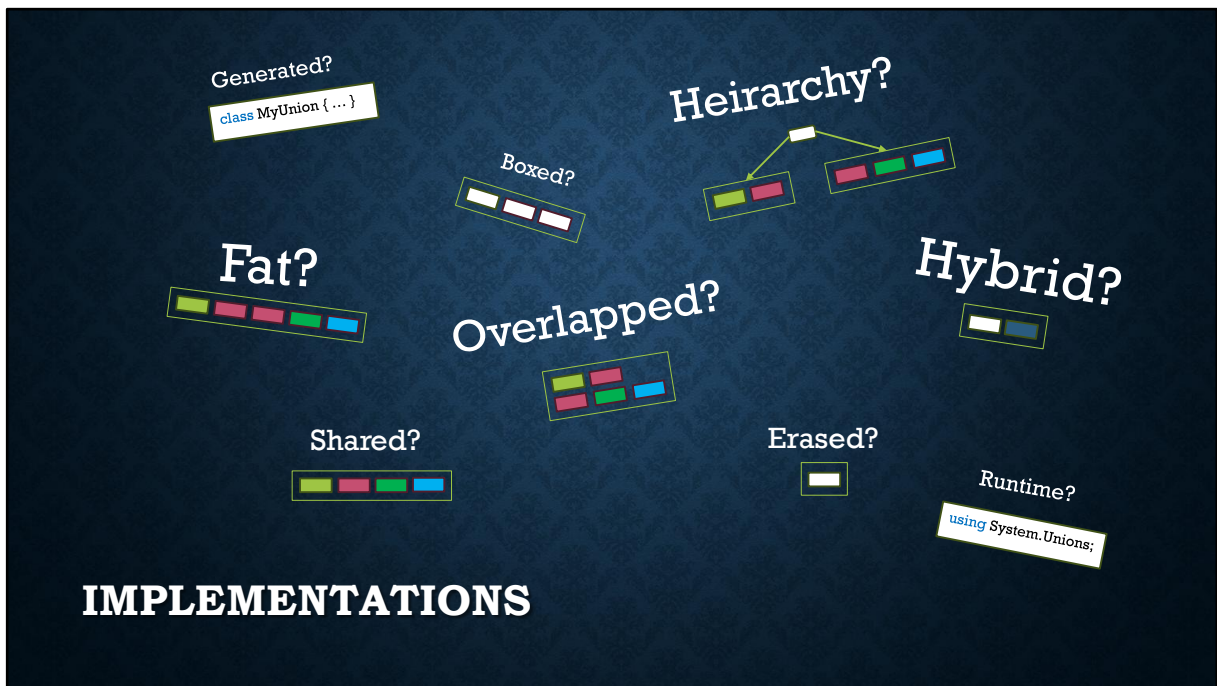 Generated?
class MyUnion { ... }
Heirarchy?
Boxed?
Fat?
Hybrid?
Overlapped?
Shared?
Erased?
Runtime?
using System.Unions;
IMPLEMENTATIONS